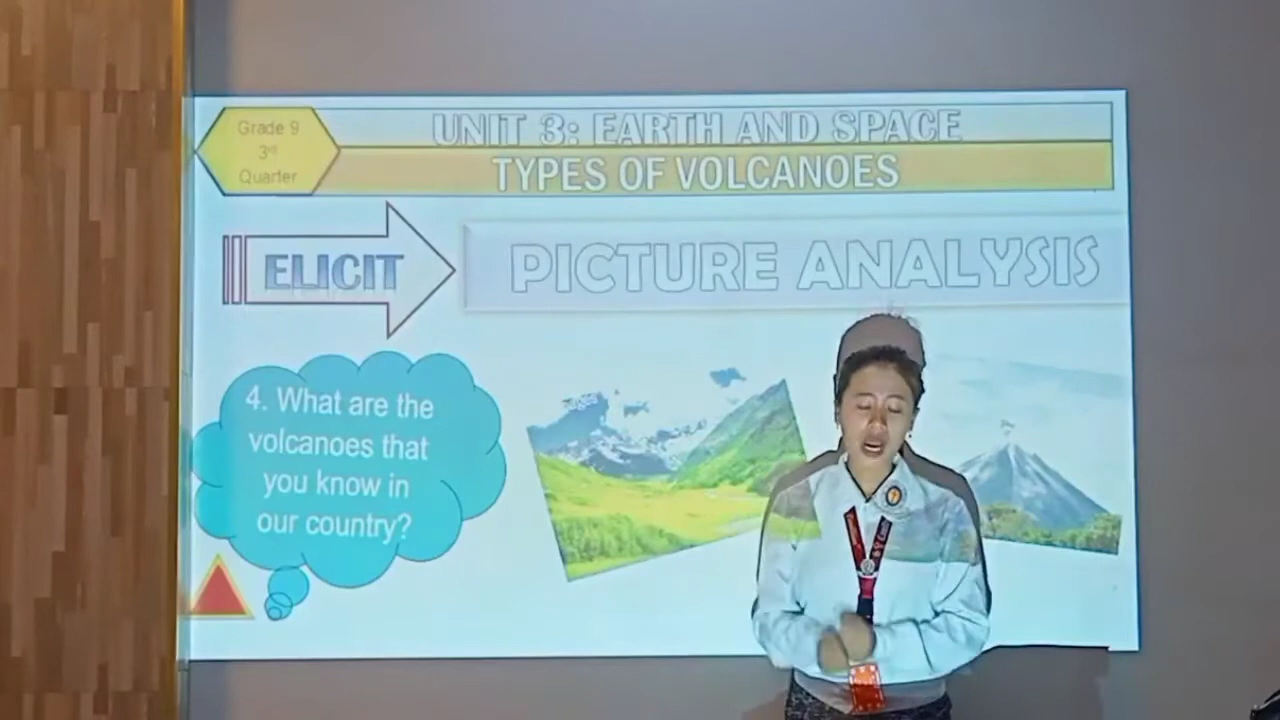 Grade 9
3rd
Quarter
UNIT 3: EARTH AND SPACE
TYPES OF VOLCANOES
ELICIT
PICTURE ANALYSIS
4. What are the
volcanoes that
you know in
our country?